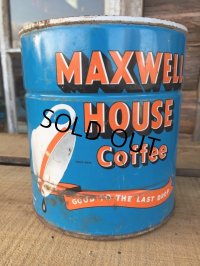 MAXWELL
HOUSE
SOLD OUT
Coffee
GOOD TO THE LAST DROP